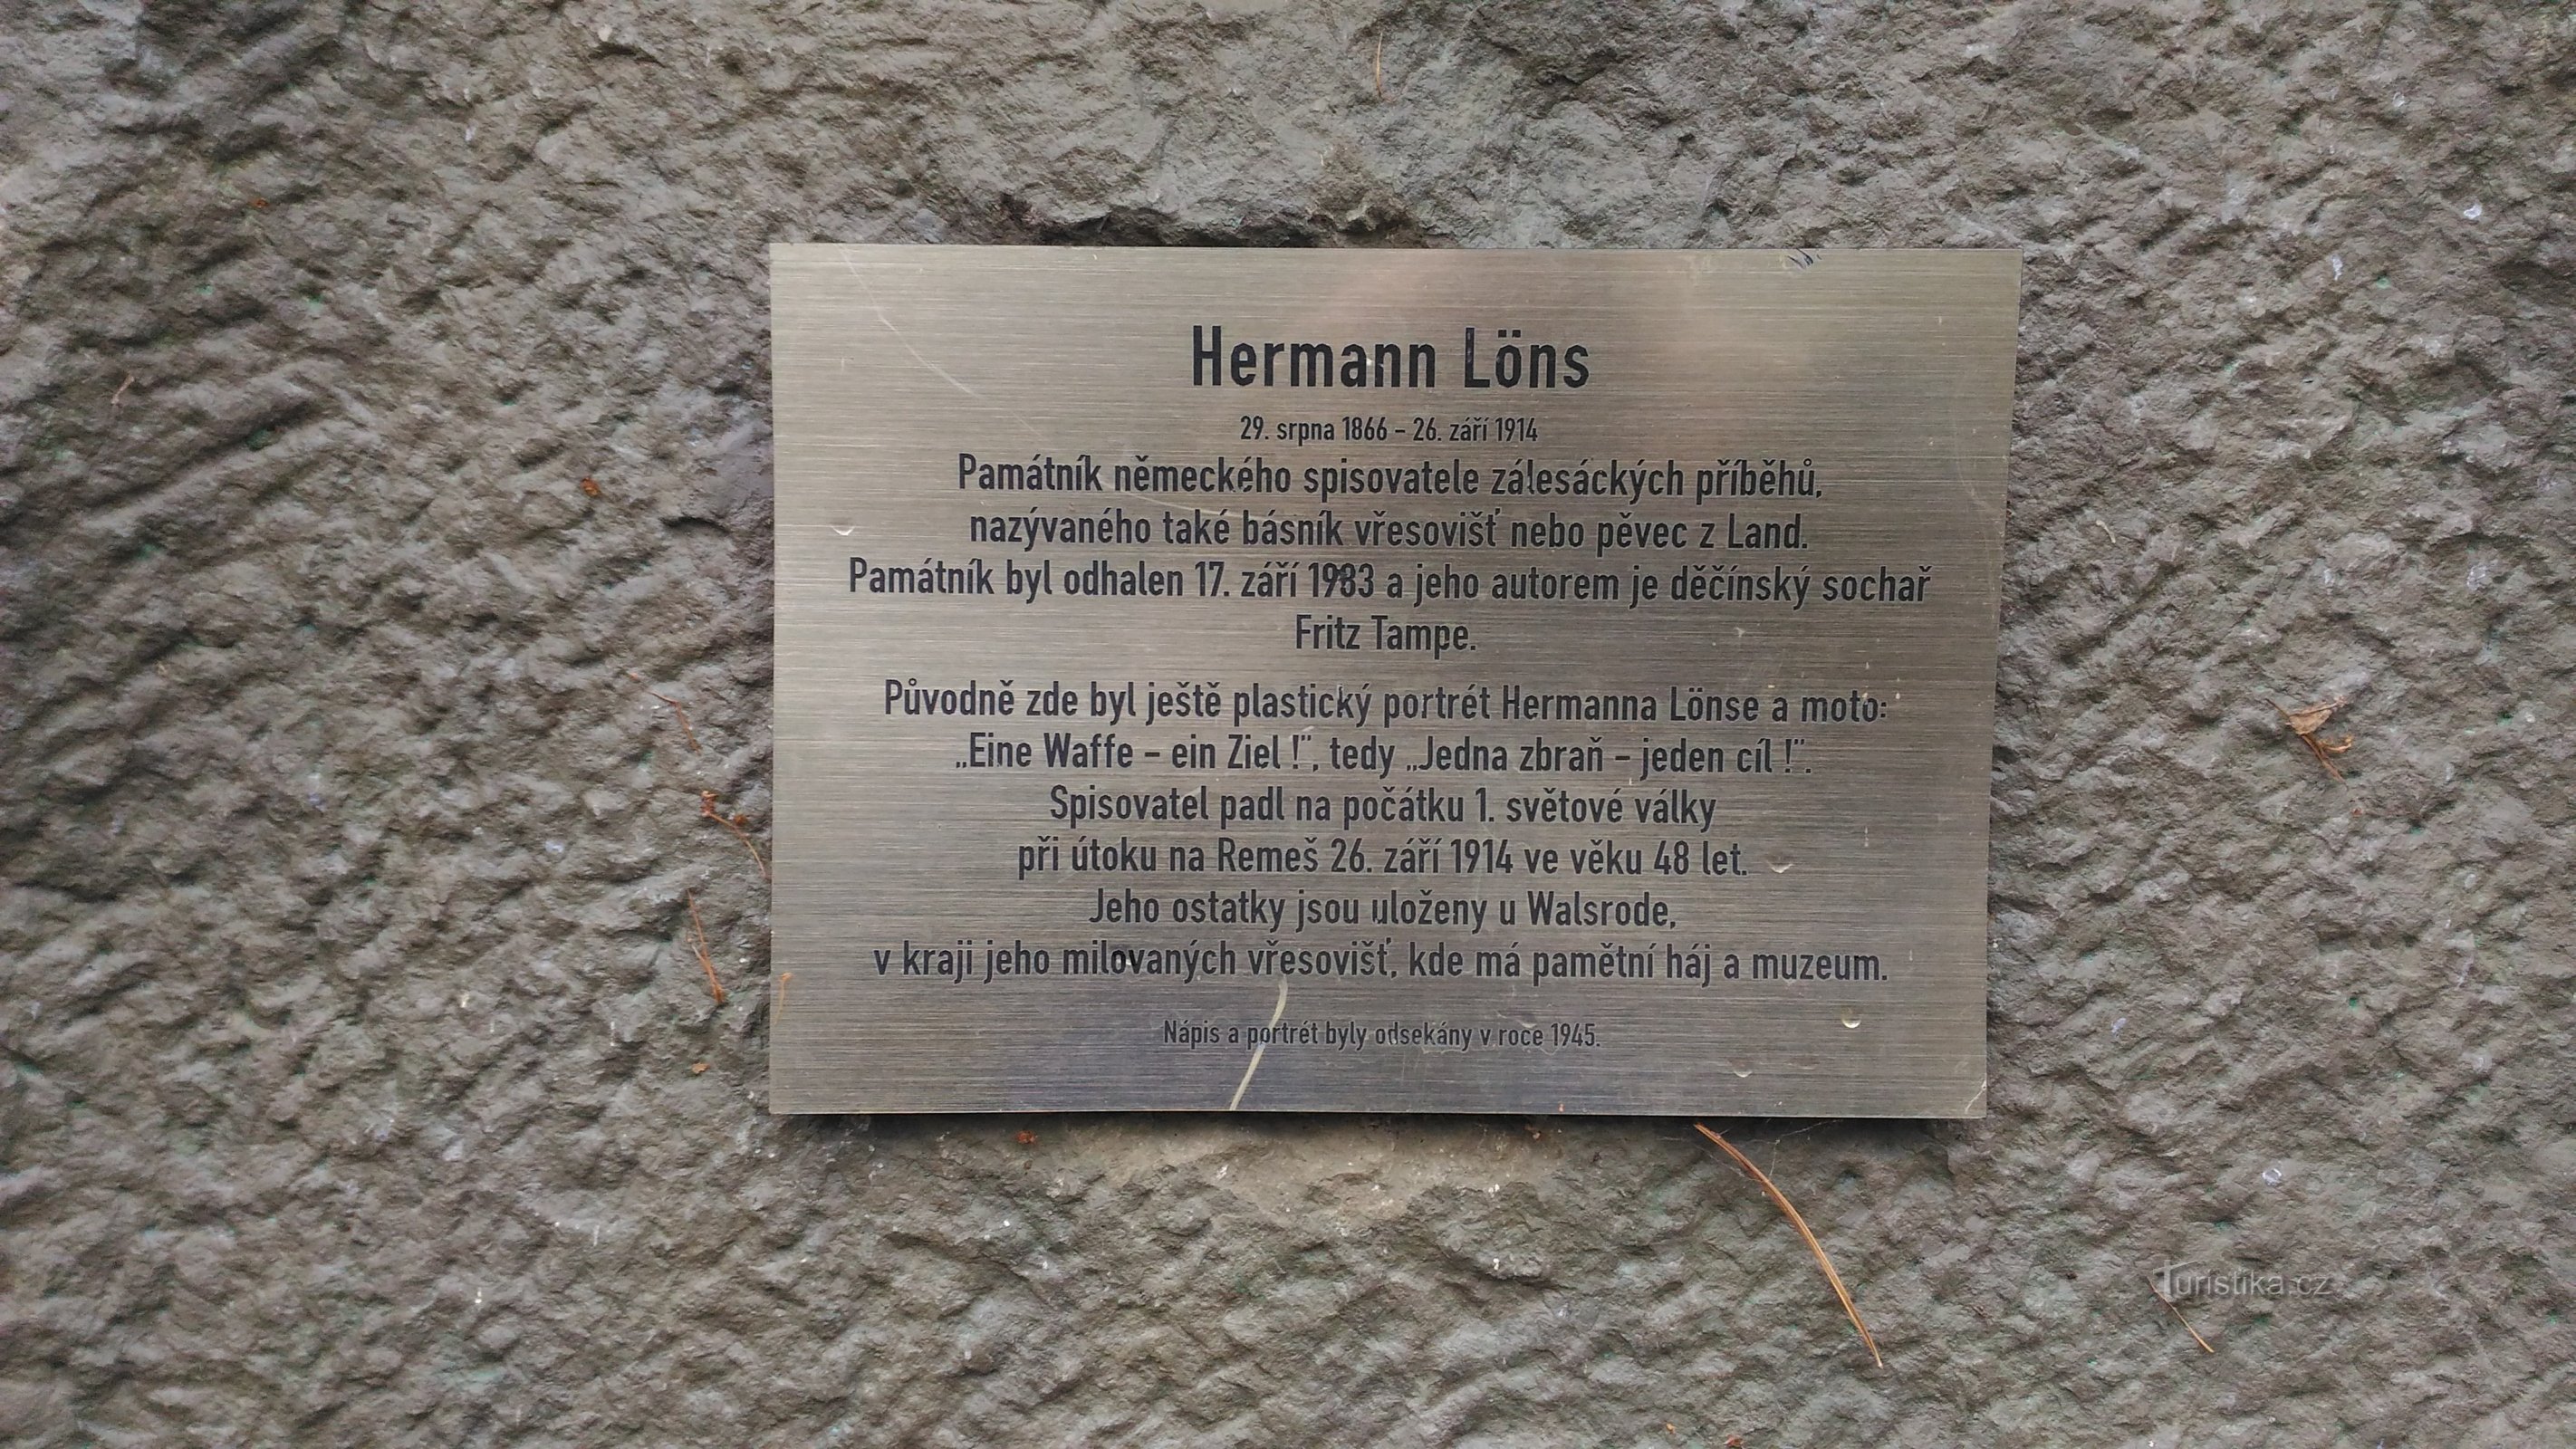 Hermann Löns
29. srpna 1866 – 26. září 1914
Památník německého spisovatele zálesáckých příběhů,
nazývaného také básník vřesovišť nebo pěvec z Land.
Památník byl odhalen 17. září 1933 a jeho autorem je děčínský sochař
Fritz Tampe.
Původně zde byl ještě plastický portrét Hermanna Lönse a moto:
„Eine Waffe – ein Ziel !", tedy „Jedna zbraň – jeden cíl !".
Spisovatel padl na počátku 1. světové války
při útoku na Remeš 26. září 1914 ve věku 48 let.
Jeho ostatky jsou uloženy u Walsrode,
v kraji jeho milovaných vřesovišť, kde má pamětní háj a muzeum.
Nápis a portrét byly odsekány v roce 1945.
Turistika.cz